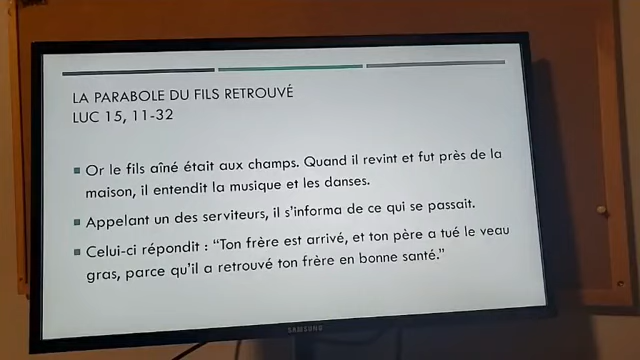 LA PARABOLE DU FILS RETROUVÉ
LUC 15, 11-32
Or le fils aîné était aux champs. Quand il revint et fut près de la
maison, il entendit la musique et les danses.
Appelant un des serviteurs, il s'informa de ce qui se passait.
Celui-ci répondit : “Ton frère est arrivé, et ton père a tué le veau
gras, parce qu'il a retrouvé ton frère en bonne santé.”
SAMSUNG